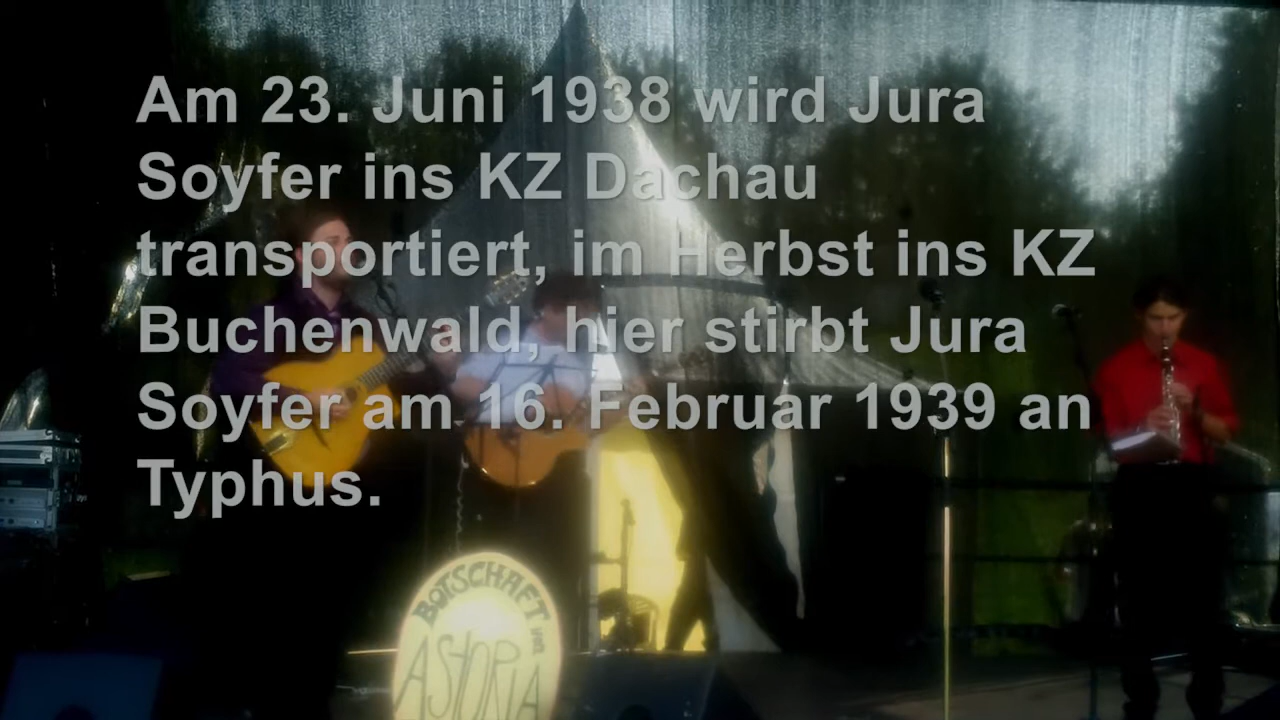 Am 23. Juni 1938 wird Jura
Soyfer ins KZ Dachau
transportiert, im Herbst ins KZ
Buchenwald, hier stirbt Jura
Soyfer am 16. Februar 1939 an
Typhus.
BOTSCHAFT von
ASTORIA